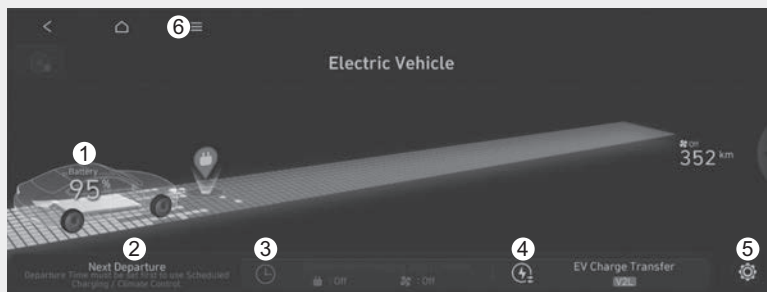 6
Electric Vehicle
1
Battery
95%
Off
352 km
2
Next Departure
Departure Time must be set first to use Scheduled
Charging / Climate Control.
3
: Off
: Off
4
EV Charge Transfer
V2L
5